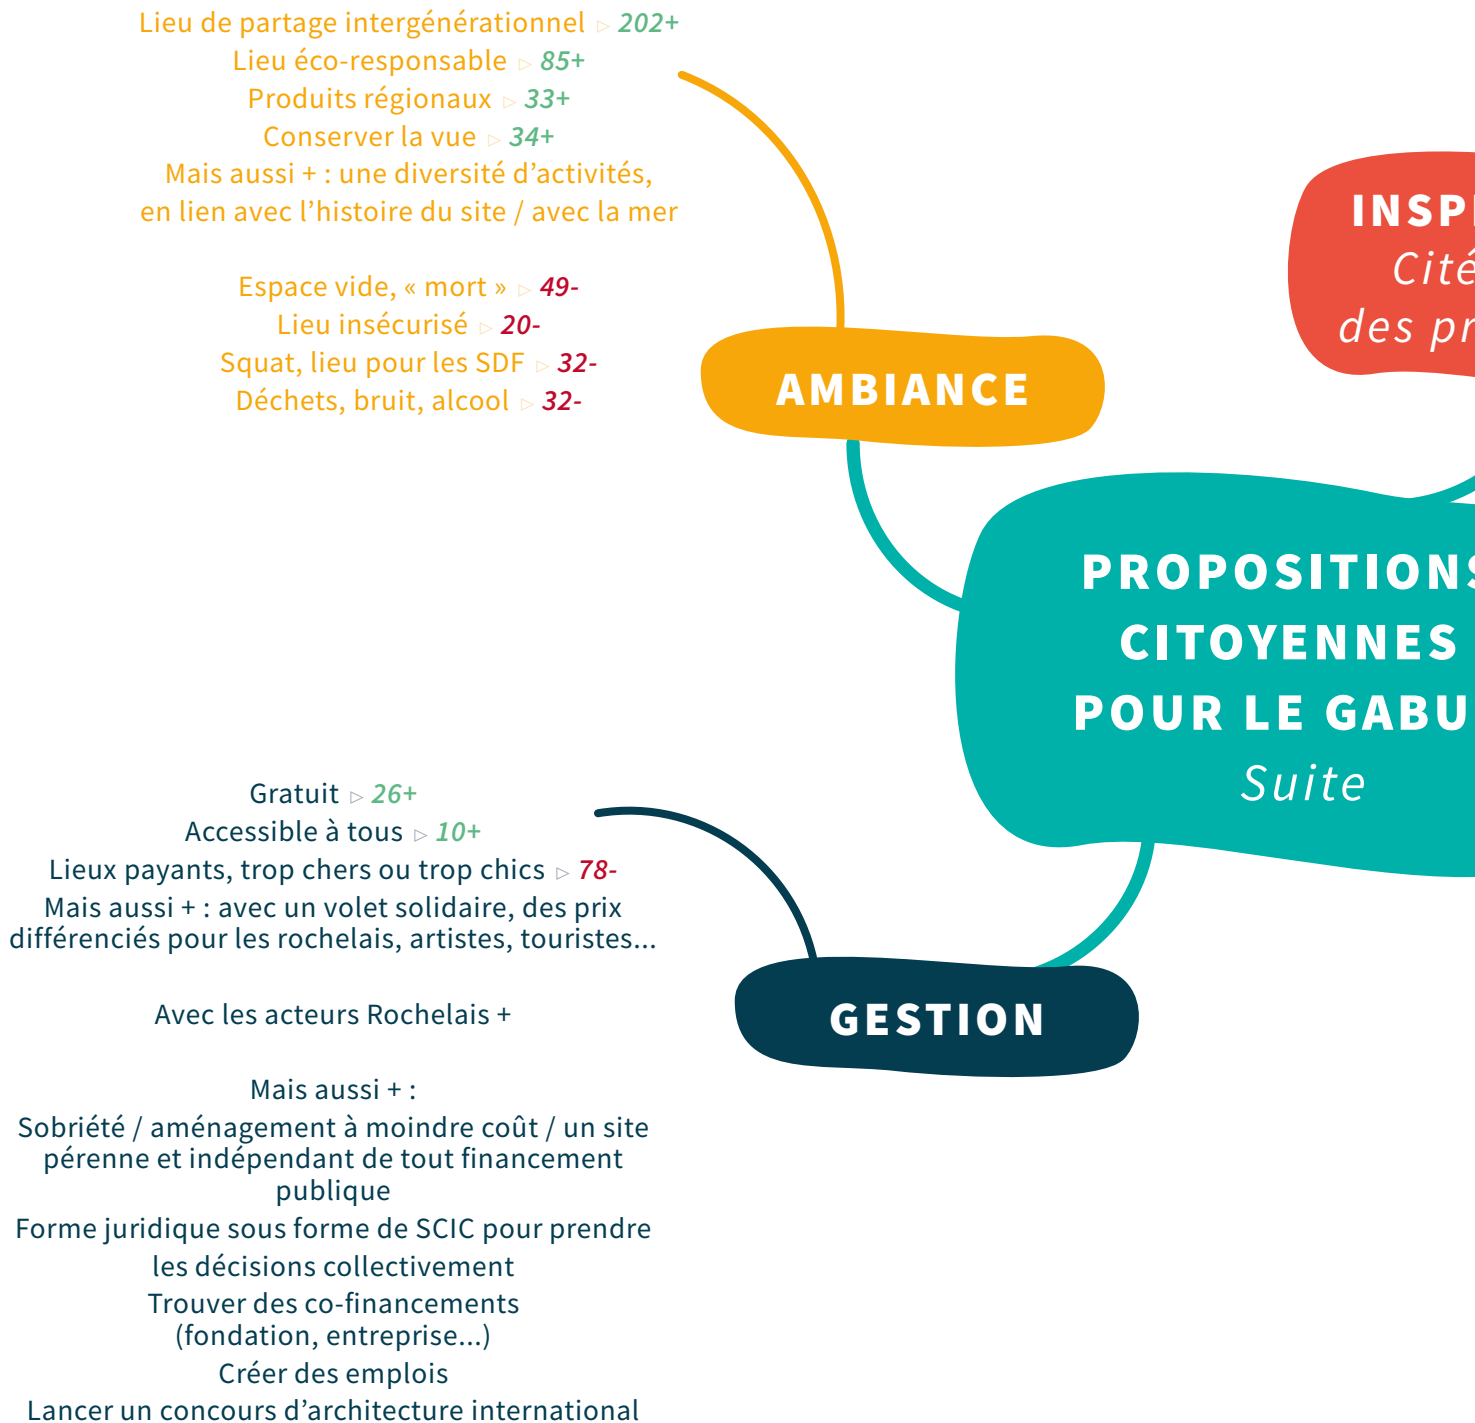 Lieu de partage intergénérationnel ▷ 202+
Lieu éco-responsable ▷ 85+
Produits régionaux ▷ 33+
Conserver la vue ▷ 34+
Mais aussi + : une diversité d’activités,
en lien avec l’histoire du site / avec la mer
Espace vide, « mort » ▷ 49-
Lieu insécurisé ▷ 20-
Squat, lieu pour les SDF ▷ 32-
Déchets, bruit, alcool ▷ 32-
AMBIANCE
Cité
PROPOSITIONS
CITOYENNES
POUR LE GABU
Suite
Gratuit ▷ 26+
Accessible à tous ▷ 10+
Lieux payants, trop chers ou trop chics ▷ 78-
Mais aussi + : avec un volet solidaire, des prix
différenciés pour les rochelais, artistes, touristes...
Avec les acteurs Rochelais +
Mais aussi + :
Sobriété / aménagement à moindre coût / un site
pérenne et indépendant de tout financement
publique
Forme juridique sous forme de SCIC pour prendre
les décisions collectivement
Trouver des co-financements
(fondation, entreprise...)
Créer des emplois
Lancer un concours d’architecture international
GESTION
INSP
des pr